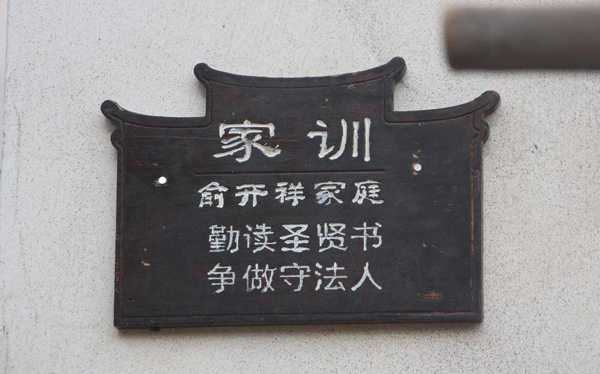 家训
俞开祥家庭
勤读圣贤书
争做守法人